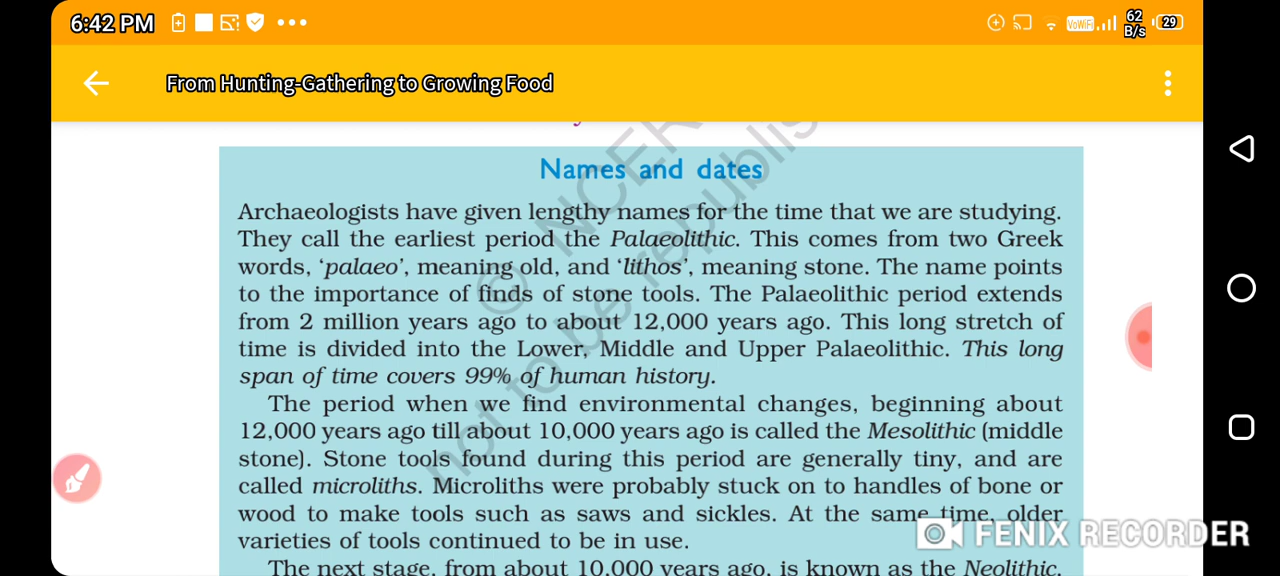 6:42 PM
VoWiFi 62 B/s 29
From Hunting-Gathering to Growing Food
© NCERT
not to be republis
Names and dates
Archaeologists have given lengthy names for the time that we are studying.
They call the earliest period the Palaeolithic. This comes from two Greek
words, ‘palaeo’, meaning old, and ‘lithos’, meaning stone. The name points
to the importance of finds of stone tools. The Palaeolithic period extends
from 2 million years ago to about 12,000 years ago. This long stretch of
time is divided into the Lower, Middle and Upper Palaeolithic. This long
span of time covers 99% of human history.
The period when we find environmental changes, beginning about
12,000 years ago till about 10,000 years ago is called the Mesolithic (middle
stone). Stone tools found during this period are generally tiny, and are
called microliths. Microliths were probably stuck on to handles of bone or
wood to make tools such as saws and sickles. At the same time, older
varieties of tools continued to be in use.
The next stage, from about 10,000 years ago, is known as the Neolithic.
FENIX RECORDER